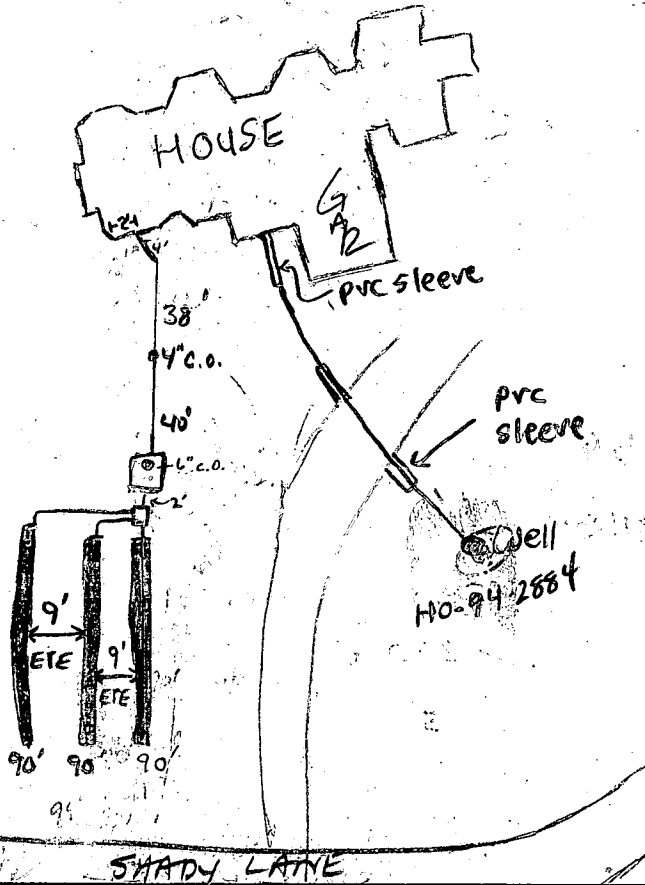 HOUSE
GAR
4'
pvc sleeve
38'
4" C.O.
pvc
sleeve
40'
6" C.O.
2'
Well
HO-94-2884
9'
ETE
9'
ETE
90'
90'
90'
SHADY LANE